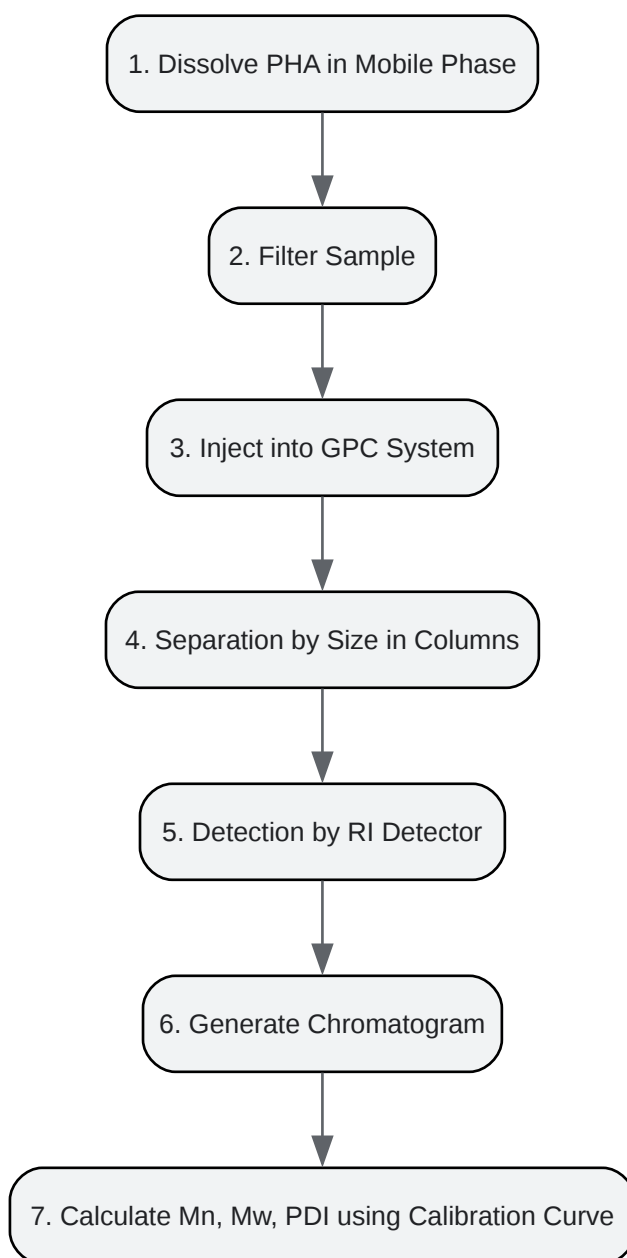 1. Dissolve PHA in Mobile Phase
2. Filter Sample
3. Inject into GPC System
4. Separation by Size in Columns
5. Detection by RI Detector
6. Generate Chromatogram
7. Calculate Mn, Mw, PDI using Calibration Curve